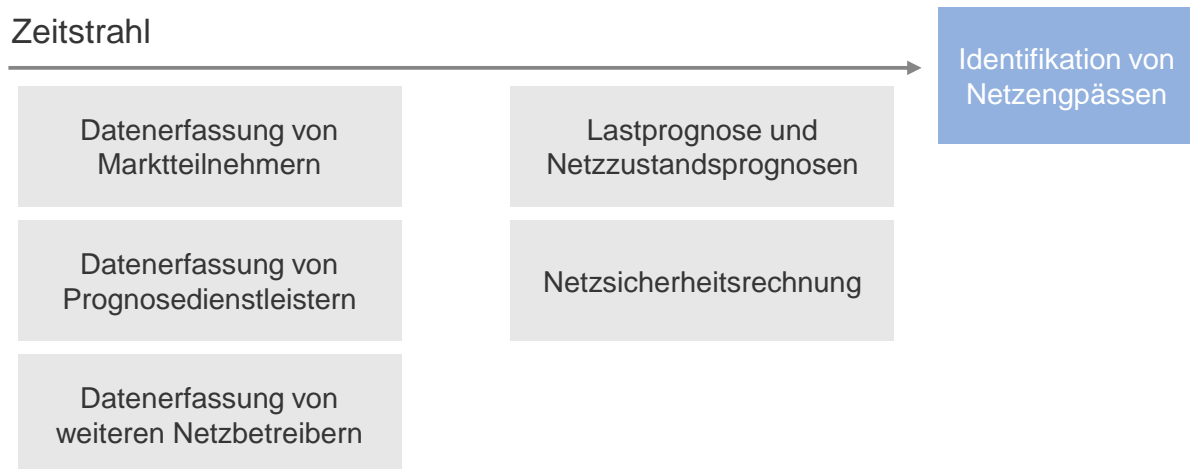 Zeitstrahl
Identifikation von
Netzengpässen
Datenerfassung von
Marktteilnehmern
Lastprognose und
Netzzustandsprognosen
Datenerfassung von
Prognosedienstleistern
Netzsicherheitsrechnung
Datenerfassung von
weiteren Netzbetreibern